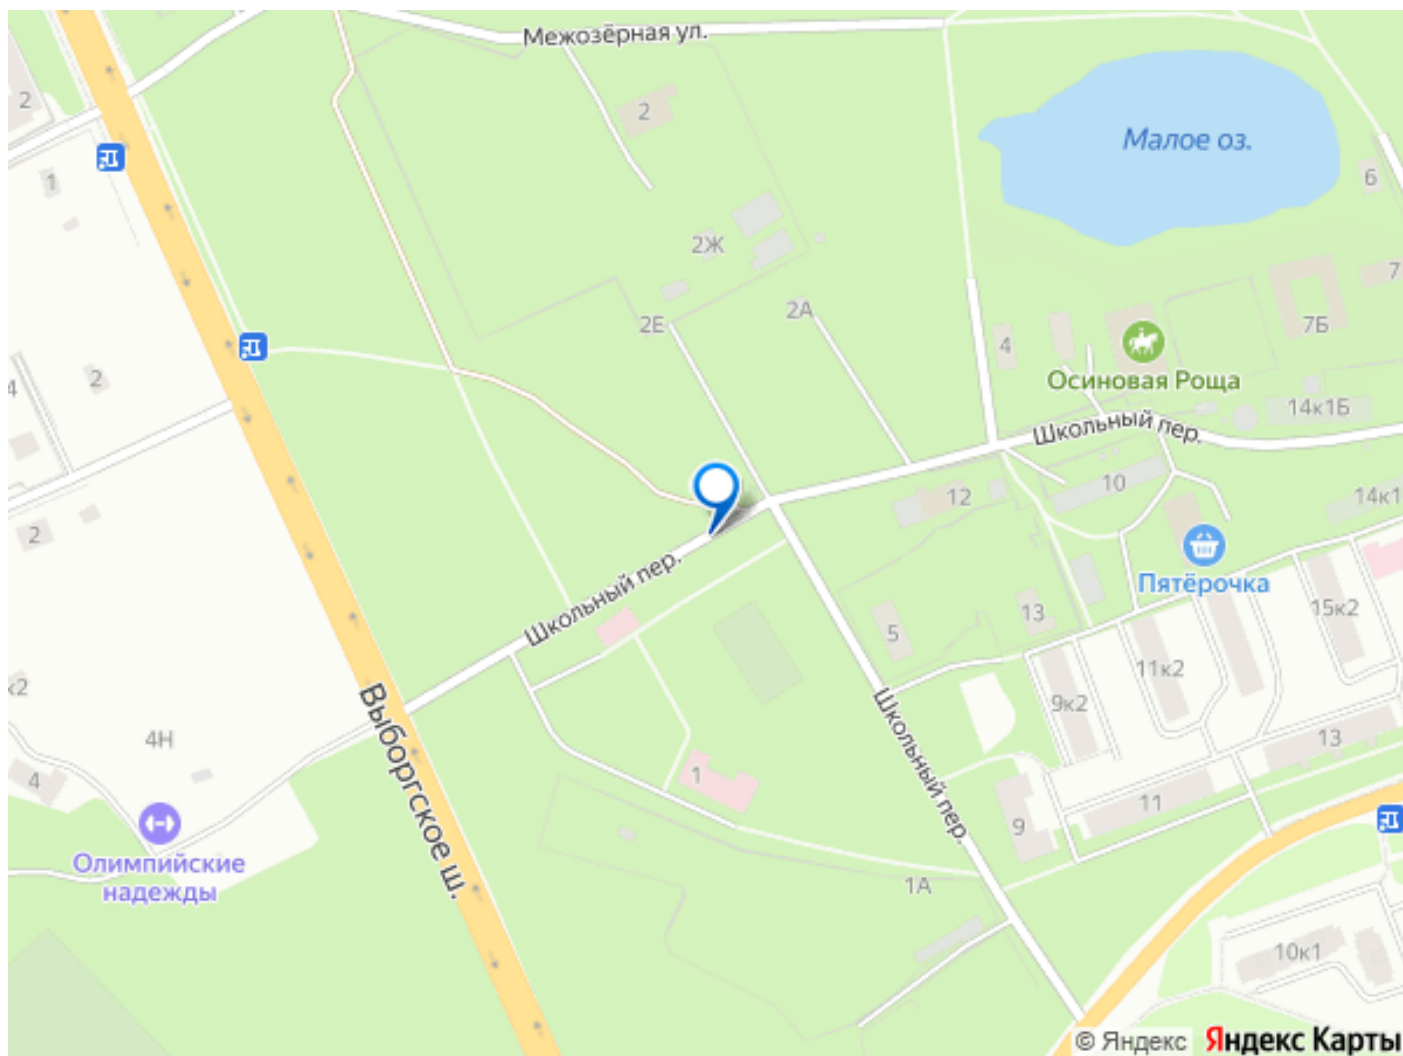 Межозёрная ул.
2
2
Малое оз.
1
6
2Ж
7
2А
2Е
7Б
4
Осиновая Роща
2
4
14к1Б
Школьный пер.
10
12
14к1
2
Пятёрочка
Школьный пер.
15к2
13
5
11к2
к2
9к2
Школьный пер.
4Н
13
Выборгское ш.
1
4
11
9
Олимпийские
надежды
1А
10к1
© Яндекс Яндекс Карты